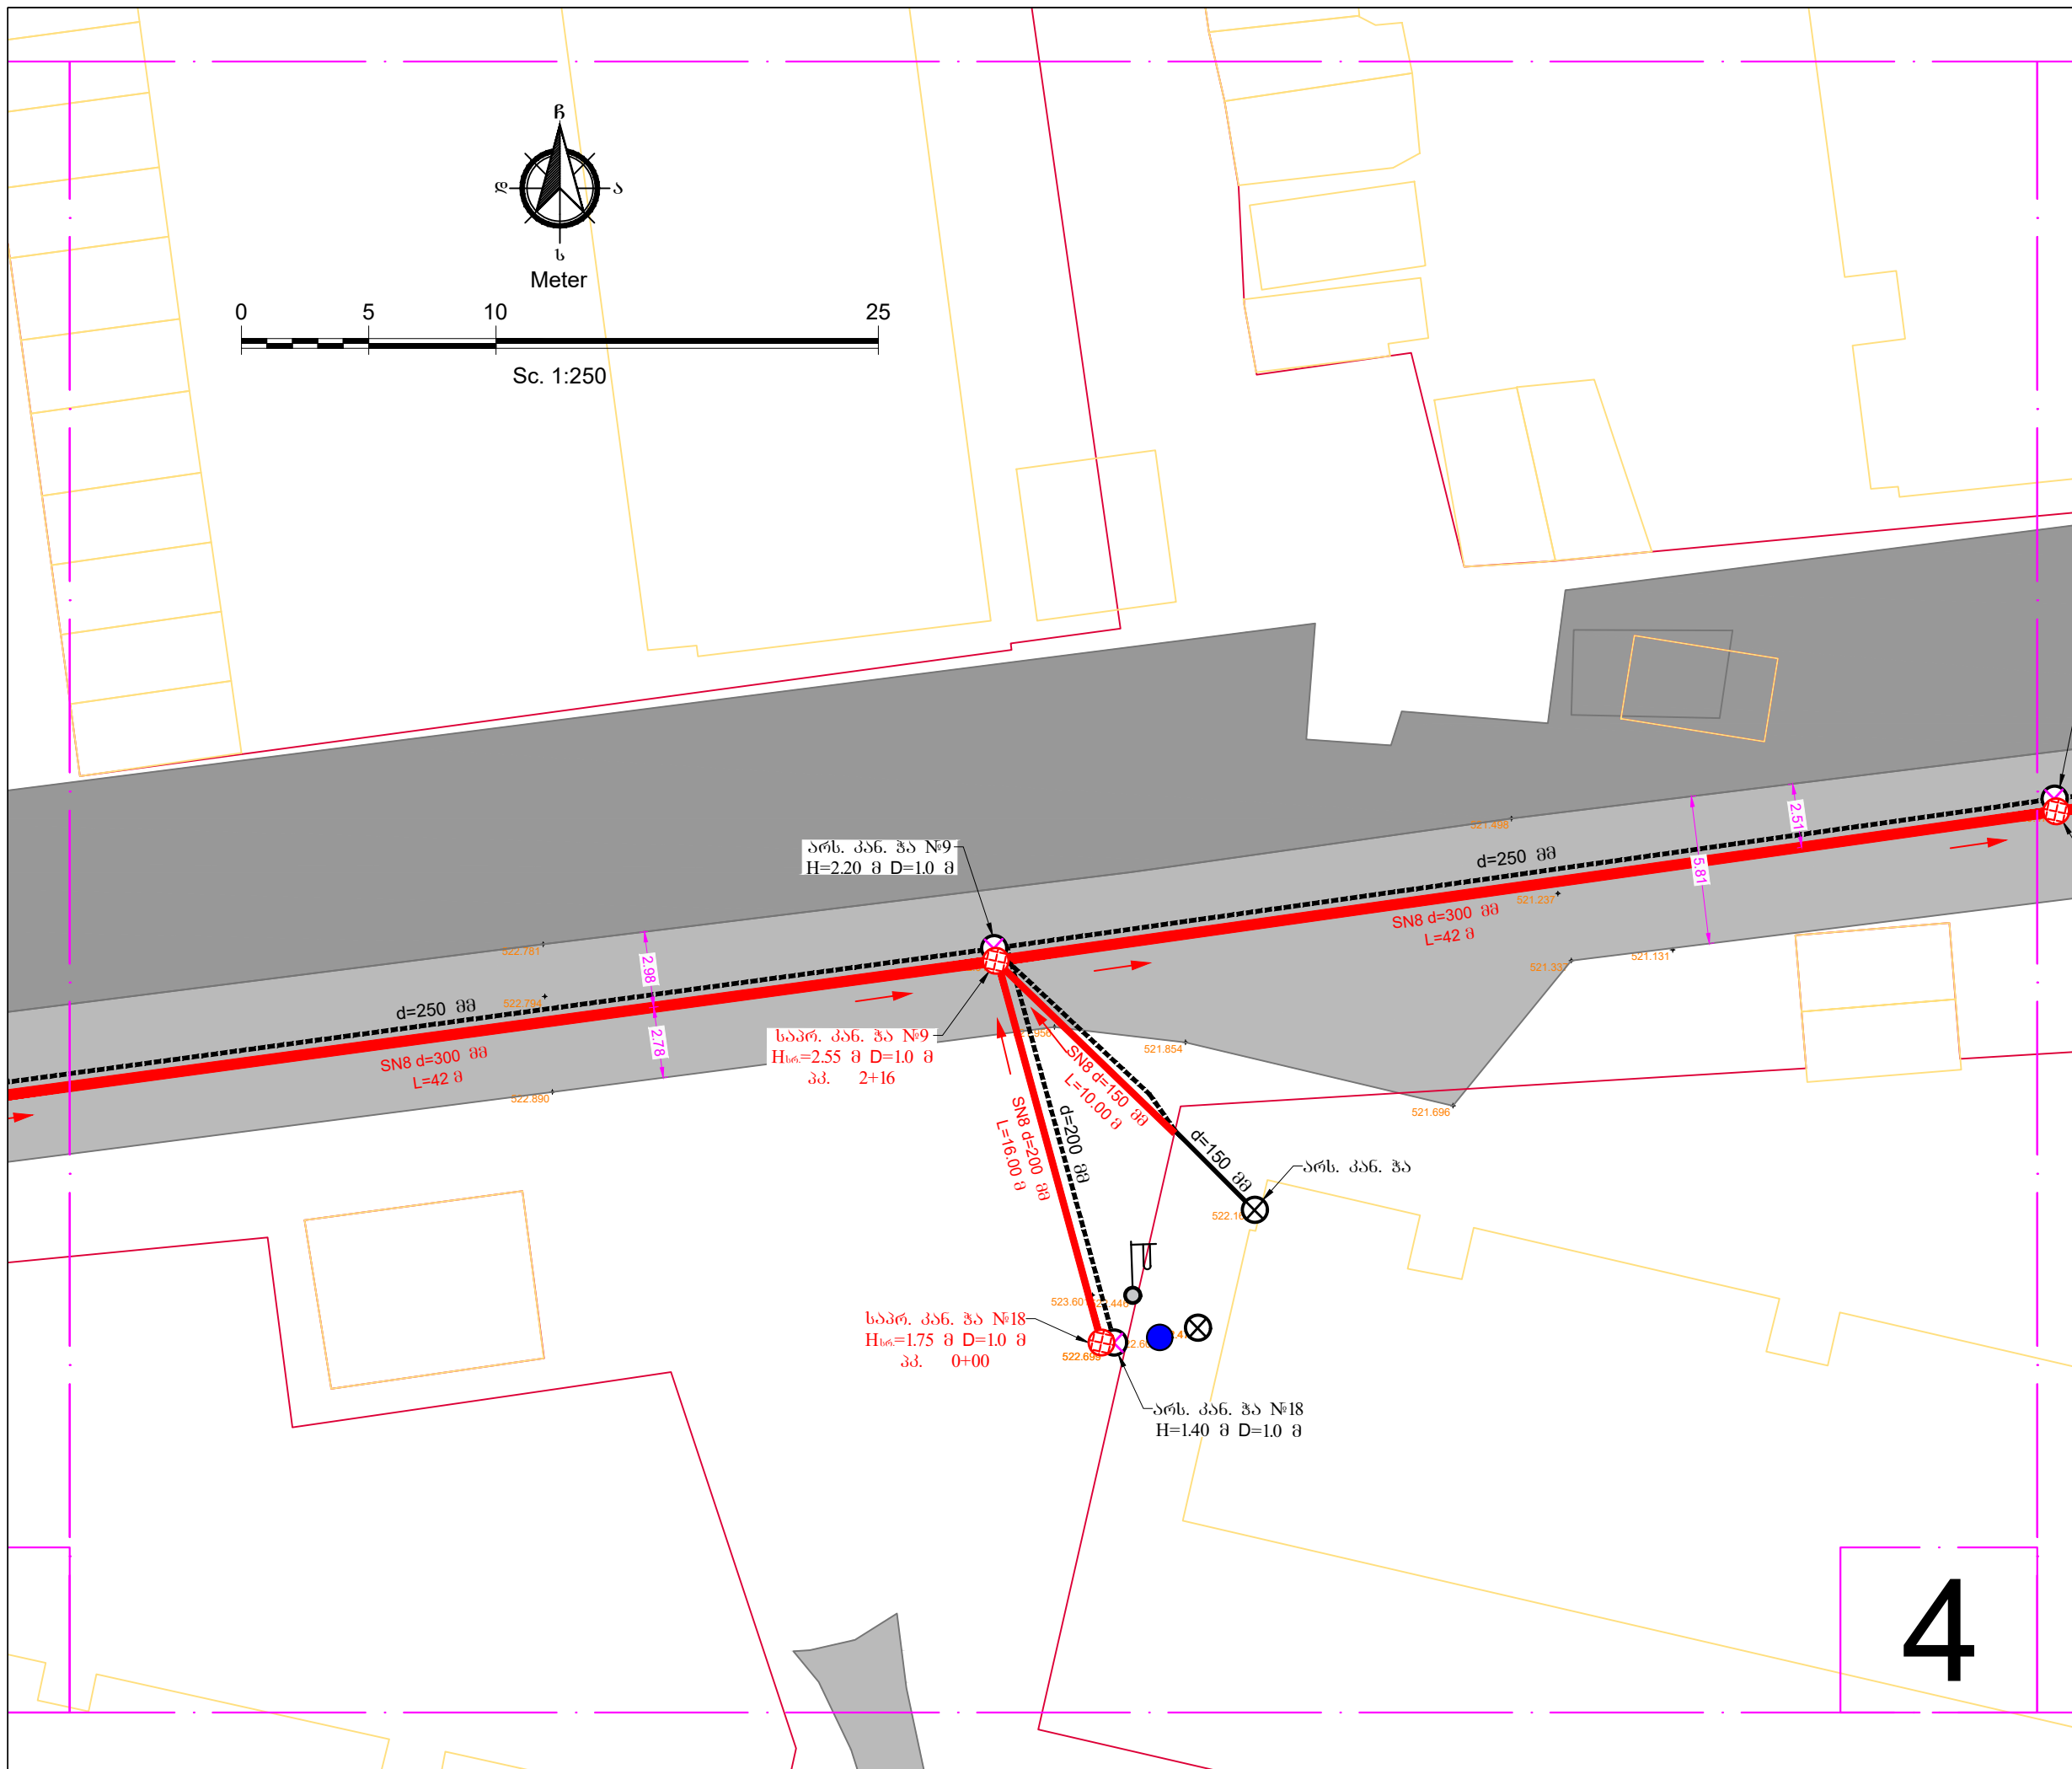 ჩ
დ ა
ს
Meter
0 5 10 25
Sc. 1:250
არს. კან. ჭა №9
H=2.20 მ D=1.0 მ
521.498
d=250 მმ
2.51
5.81
521.237
SN8 d=300 მმ
L=42 მ
522.781
2.98
522.794
d=250 მმ
2.78
SN8 d=300 მმ
L=42 მ
522.890
საპრ. კან. ჭა №9
Hსრ.=2.55 მ D=1.0 მ
პკ. 2+16
521.854
521.131
521.696
SN8 d=150 მმ
L=10.00 მ
SN8 d=200 მმ
L=16.00 მ
d=200 მმ
d=150 მმ
არს. კან. ჭა
საპრ. კან. ჭა №18
Hსრ.=1.75 მ D=1.0 მ
პკ. 0+00
არს. კან. ჭა №18
H=1.40 მ D=1.0 მ
4